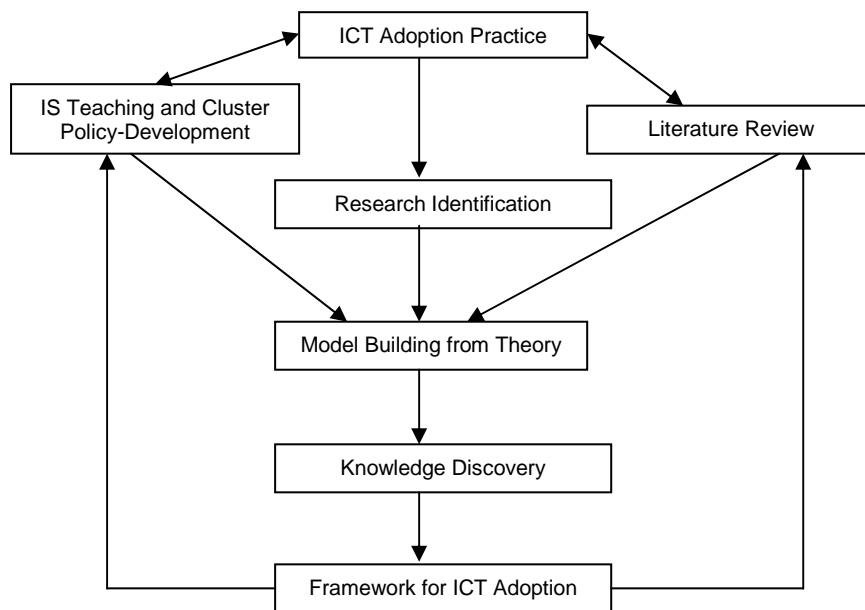 ICT Adoption Practice
IS Teaching and Cluster
Policy-Development
Literature Review
Research Identification
Model Building from Theory
Knowledge Discovery
Framework for ICT Adoption